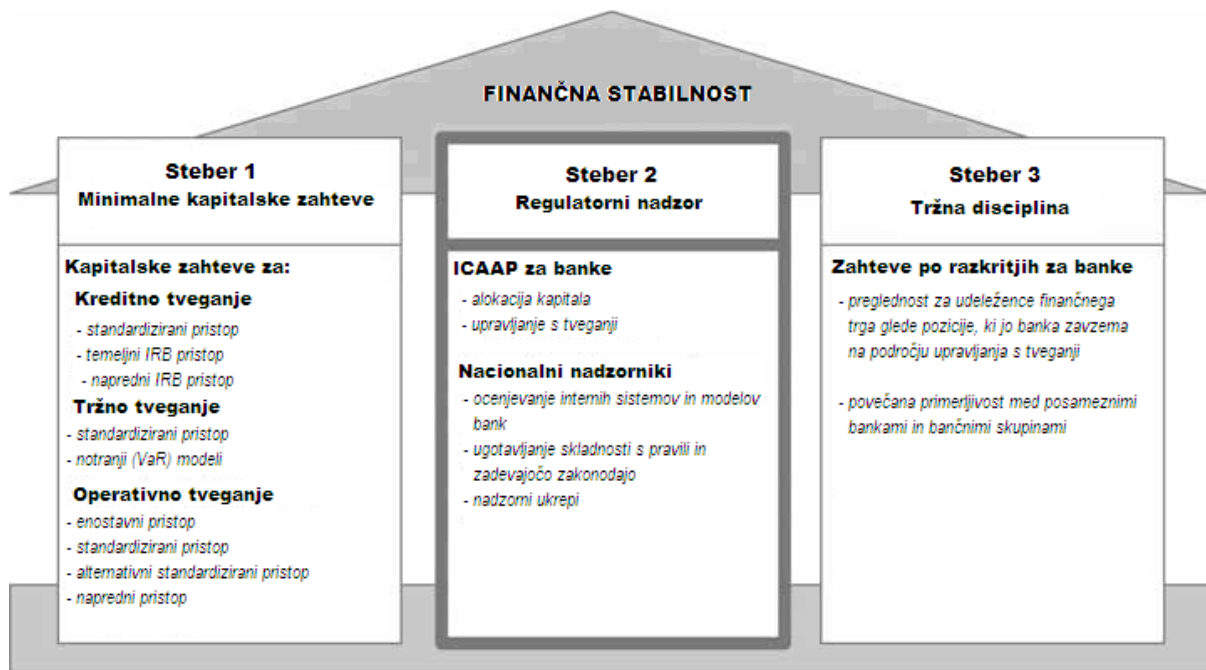 FINANČNA STABILNOST
Steber 1
Minimalne kapitalske zahteve
Kapitalske zahteve za:
Kreditno tveganje
- standardizirani pristop
- temeljni IRB pristop
- napredni IRB pristop
Tržno tveganje
- standardizirani pristop
- notranji (VaR) modeli
Operativno tveganje
- enostavni pristop
- standardizirani pristop
- alternativni standardizirani pristop
- napredni pristop
Steber 2
Regulatorni nadzor
ICAAP za banke
- alokacija kapitala
- upravljanje s tveganji
Nacionalni nadzorniki
- ocenjevanje internih sistemov in modelov
bank
- ugotavljanje skladnosti s pravili in
zadevajočo zakonodajo
- nadzorni ukrepi
Steber 3
Tržna disciplina
Zahteve po razkritjih za banke
- preglednost za udeležence finančnega
trga glede pozicije, ki jo banka zavzema
na področju upravljanja s tveganji
- povečana primerljivost med posameznimi
bankami in bančnimi skupinami